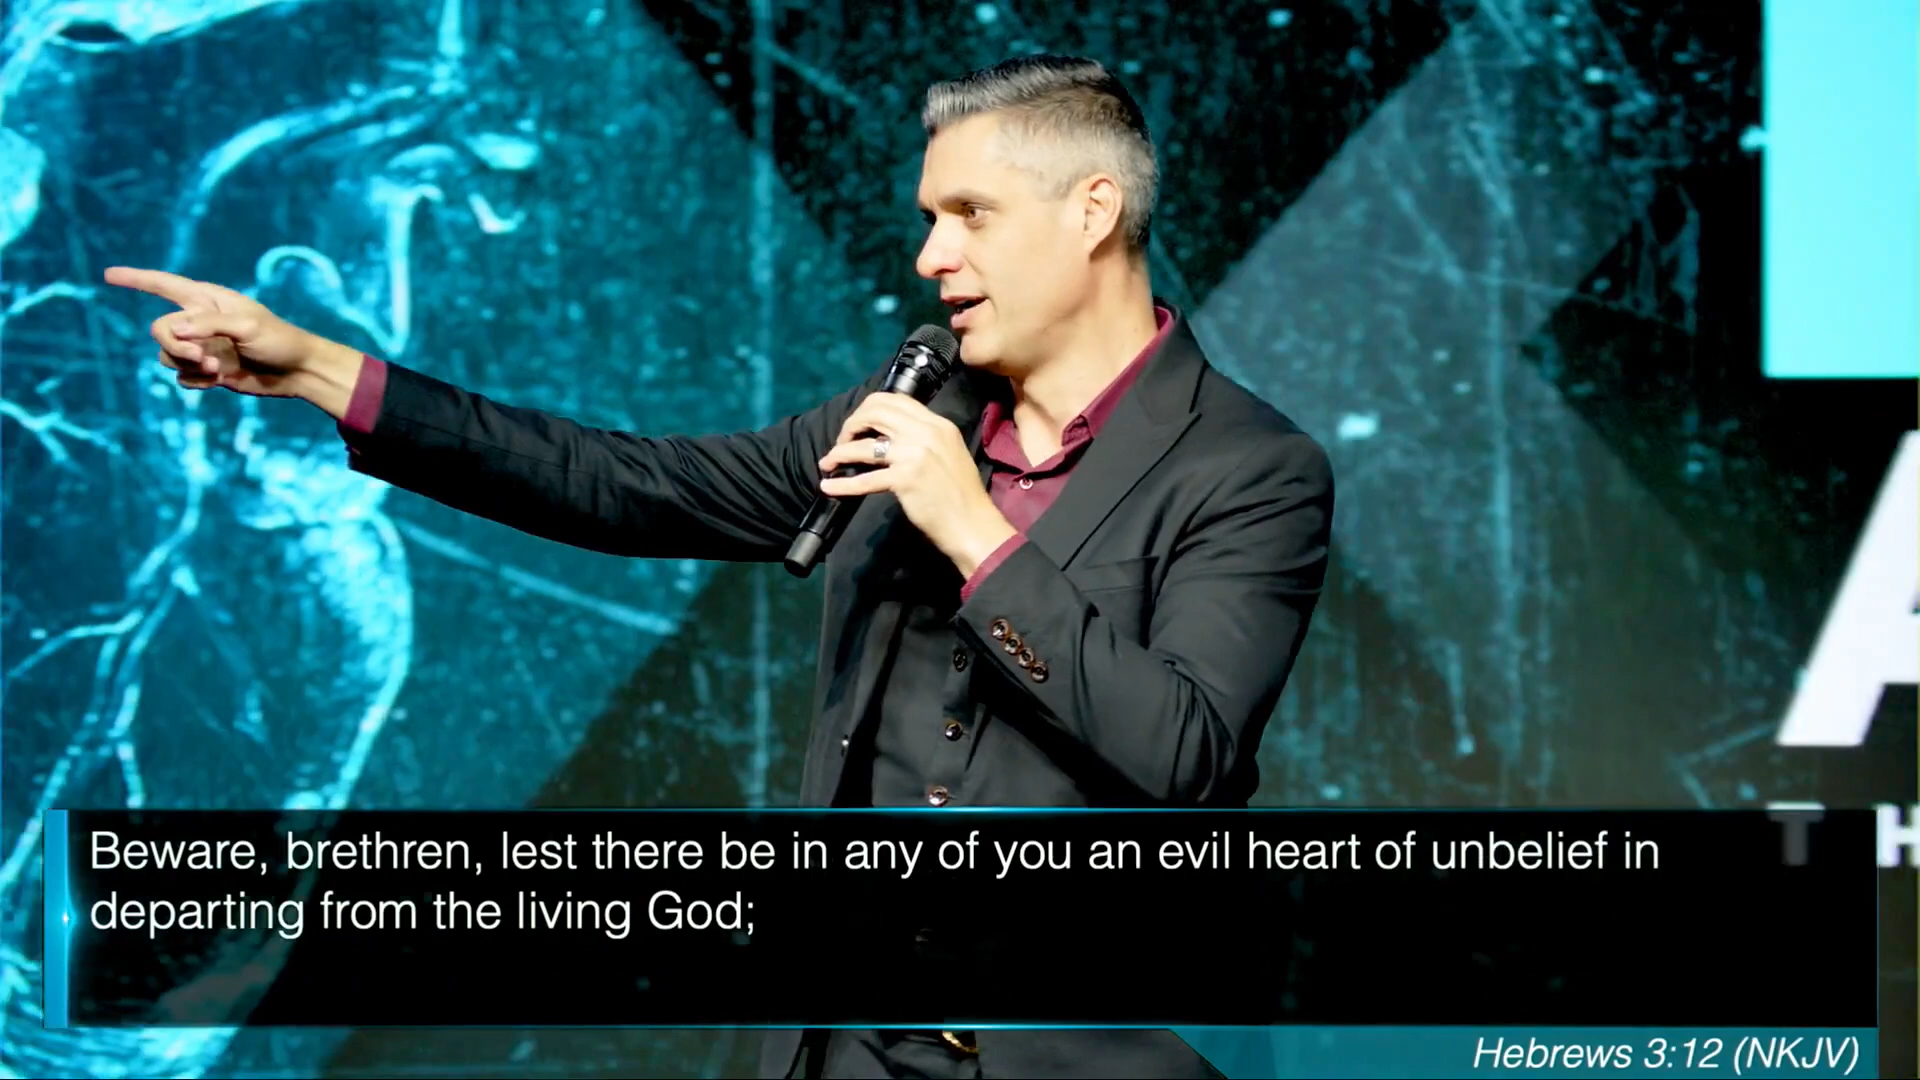 A
T H
Beware, brethren, lest there be in any of you an evil heart of unbelief in
departing from the living God;
Hebrews 3:12 (NKJV)